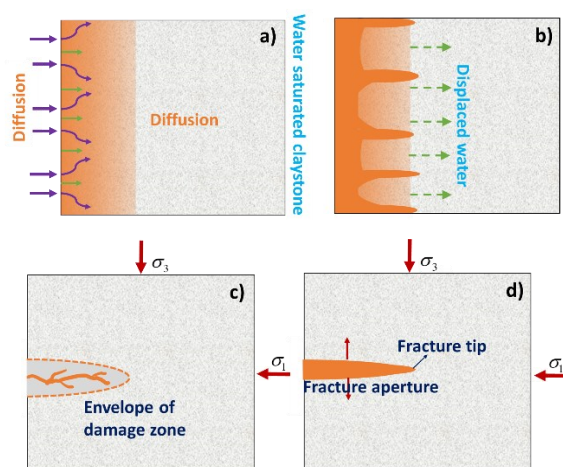 a)
Diffusion
Diffusion
Water saturated claystone
b)
Displaced water
σ3
c)
σ1
Envelope of
damage zone
σ3
d)
σ1
Fracture tip
Fracture aperture